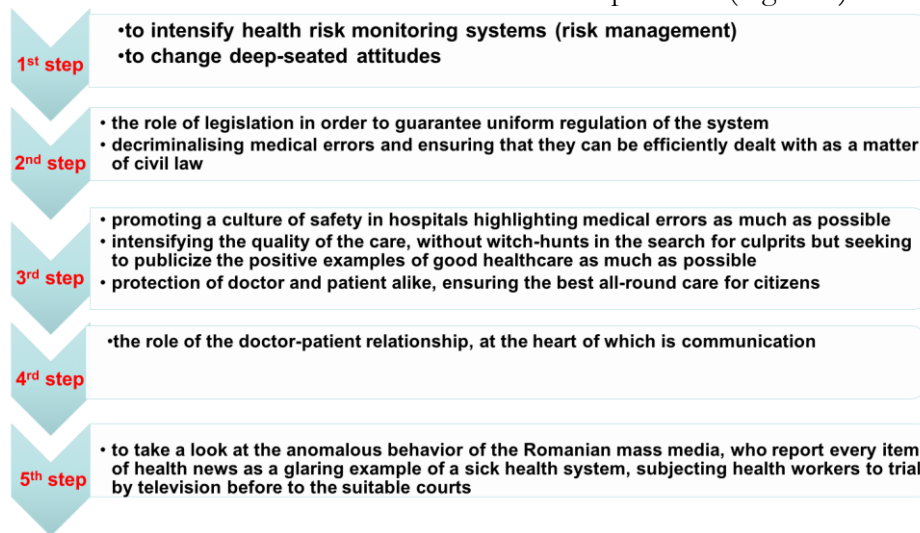 1st step
•to intensify health risk monitoring systems (risk management)
•to change deep-seated attitudes
2nd step
• the role of legislation in order to guarantee uniform regulation of the system
• decriminalising medical errors and ensuring that they can be efficiently dealt with as a matter
of civil law
3rd step
• promoting a culture of safety in hospitals highlighting medical errors as much as possible
• intensifying the quality of the care, without witch-hunts in the search for culprits but seeking
to publicize the positive examples of good healthcare as much as possible
• protection of doctor and patient alike, ensuring the best all-round care for citizens
4rd step
•the role of the doctor-patient relationship, at the heart of which is communication
5th step
• to take a look at the anomalous behavior of the Romanian mass media, who report every item
of health news as a glaring example of a sick health system, subjecting health workers to trial
by television before to the suitable courts